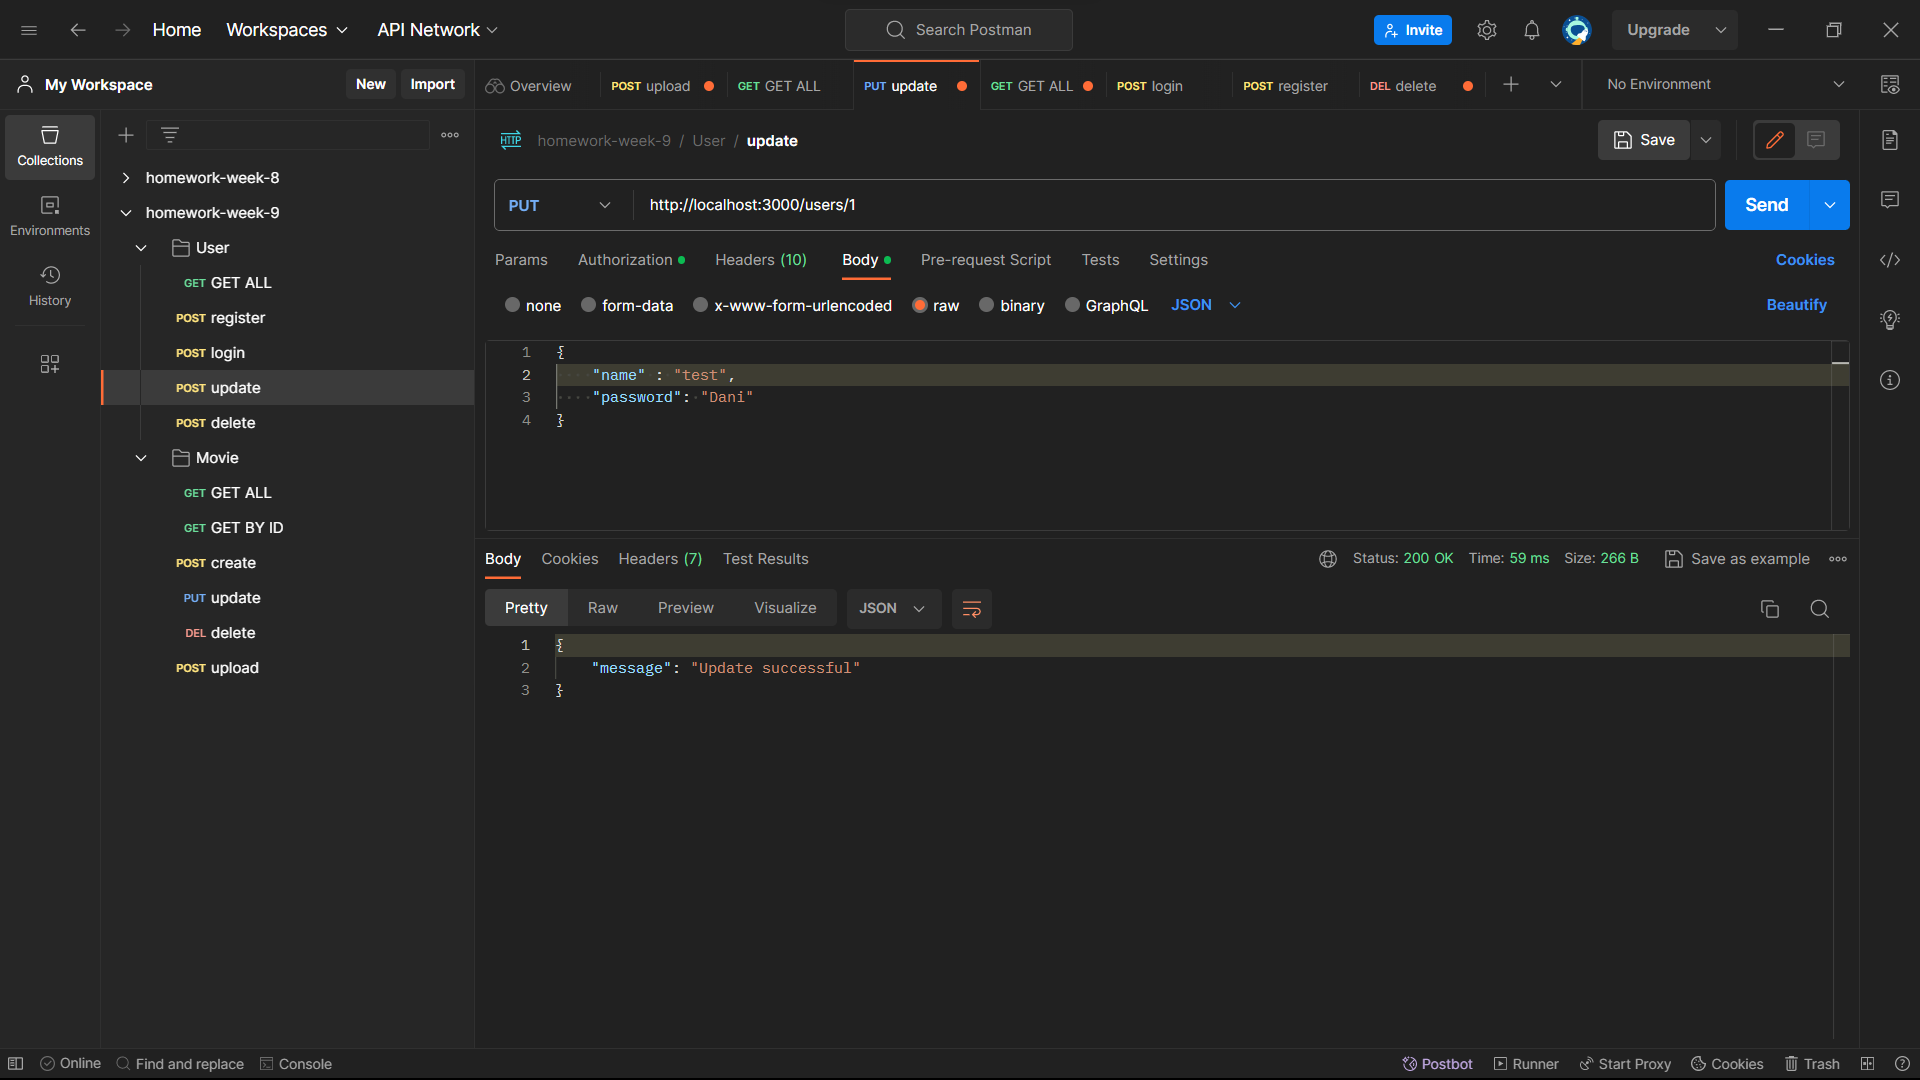 Home Workspaces API Network Search Postman Invite Upgrade
My Workspace New Import Overview POST upload GET GET ALL PUT update GET GET ALL POST login POST register DEL delete No Environment
Collections
Environments
History
homework-week-8
homework-week-9
User
GET GET ALL
POST register
POST login
POST update
POST delete
Movie
GET GET ALL
GET GET BY ID
POST create
PUT update
DEL delete
POST upload
HTTP homework-week-9 / User / update Save
PUT http://localhost:3000/users/1 Send
Params Authorization Headers (10) Body Pre-request Script Tests Settings Cookies
none form-data x-www-form-urlencoded raw binary GraphQL JSON Beautify
1 {
2 "name" : "test",
3 "password": "Dani"
4 }
Body Cookies Headers (7) Test Results Status: 200 OK Time: 59 ms Size: 266 B Save as example
Pretty Raw Preview Visualize JSON
1 {
2 "message": "Update successful"
3 }
Online Find and replace Console Postbot Runner Start Proxy Cookies Trash